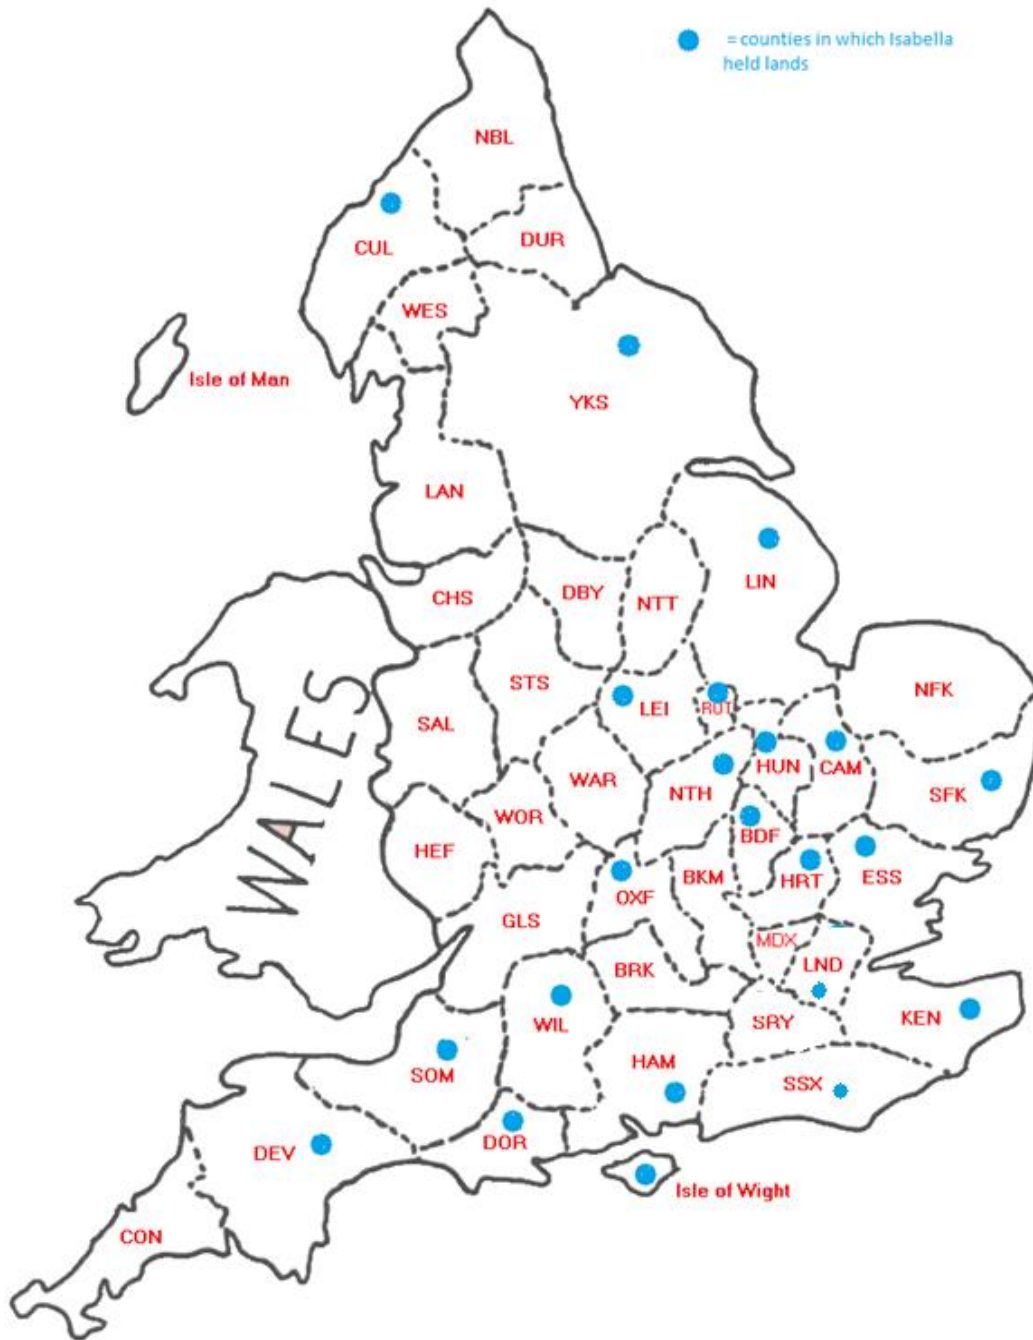 = counties in which Isabella
held lands
NBL
CUL
DUR
WES
Isle of Man
YKS
LAN
LIN
CHS
DBY
NTT
STS
NFK
SAL
LEI
RUT
WALES
WAR
NTH
HUN
CAM
SFK
WOR
BDF
HEF
BKM
HRT
ESS
OXF
GLS
MDX
LND
BRK
WIL
SRY
KEN
HAM
SOM
SSX
DEV
DOR
Isle of Wight
CON